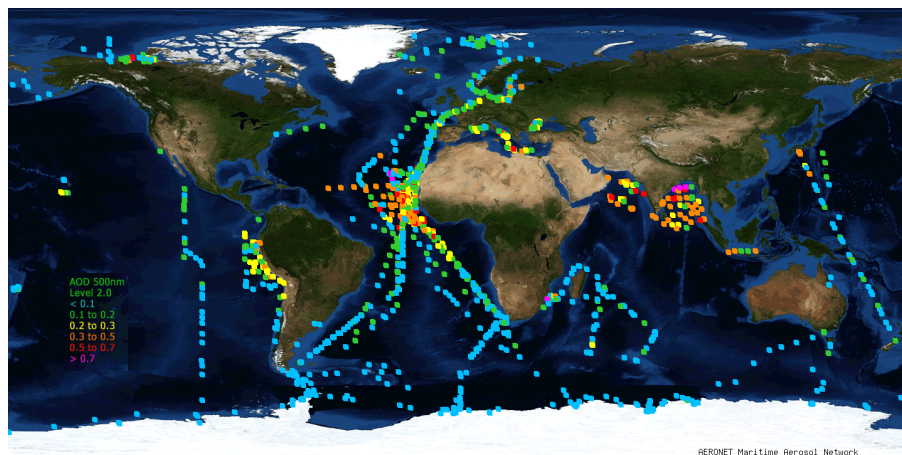 AOD 500nm
Level 2.0
< 0.1
0.1 to 0.2
0.2 to 0.3
0.3 to 0.5
0.5 to 0.7
> 0.7
AERONET Maritime Aerosol Network